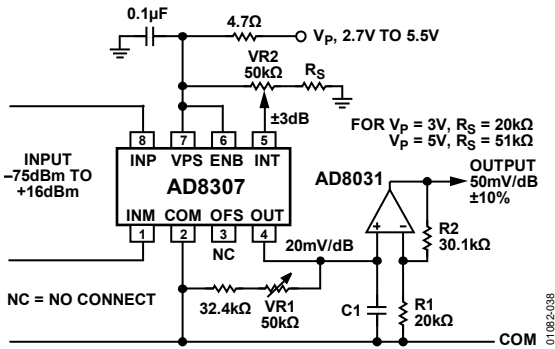 0.1µF
4.7Ω
VP, 2.7V TO 5.5V
VR2
50kΩ
RS
±3dB
FOR VP = 3V, RS = 20kΩ
VP = 5V, RS = 51kΩ
8 7 6 5
INP VPS ENB INT
INPUT
–75dBm TO
+16dBm
AD8307
AD8031
OUTPUT
50mV/dB
±10%
INM COM OFS OUT
1 2 3 4
NC
20mV/dB
+ –
R2
30.1kΩ
NC = NO CONNECT
32.4kΩ
VR1
50kΩ
C1
R1
20kΩ
COM
01082-038